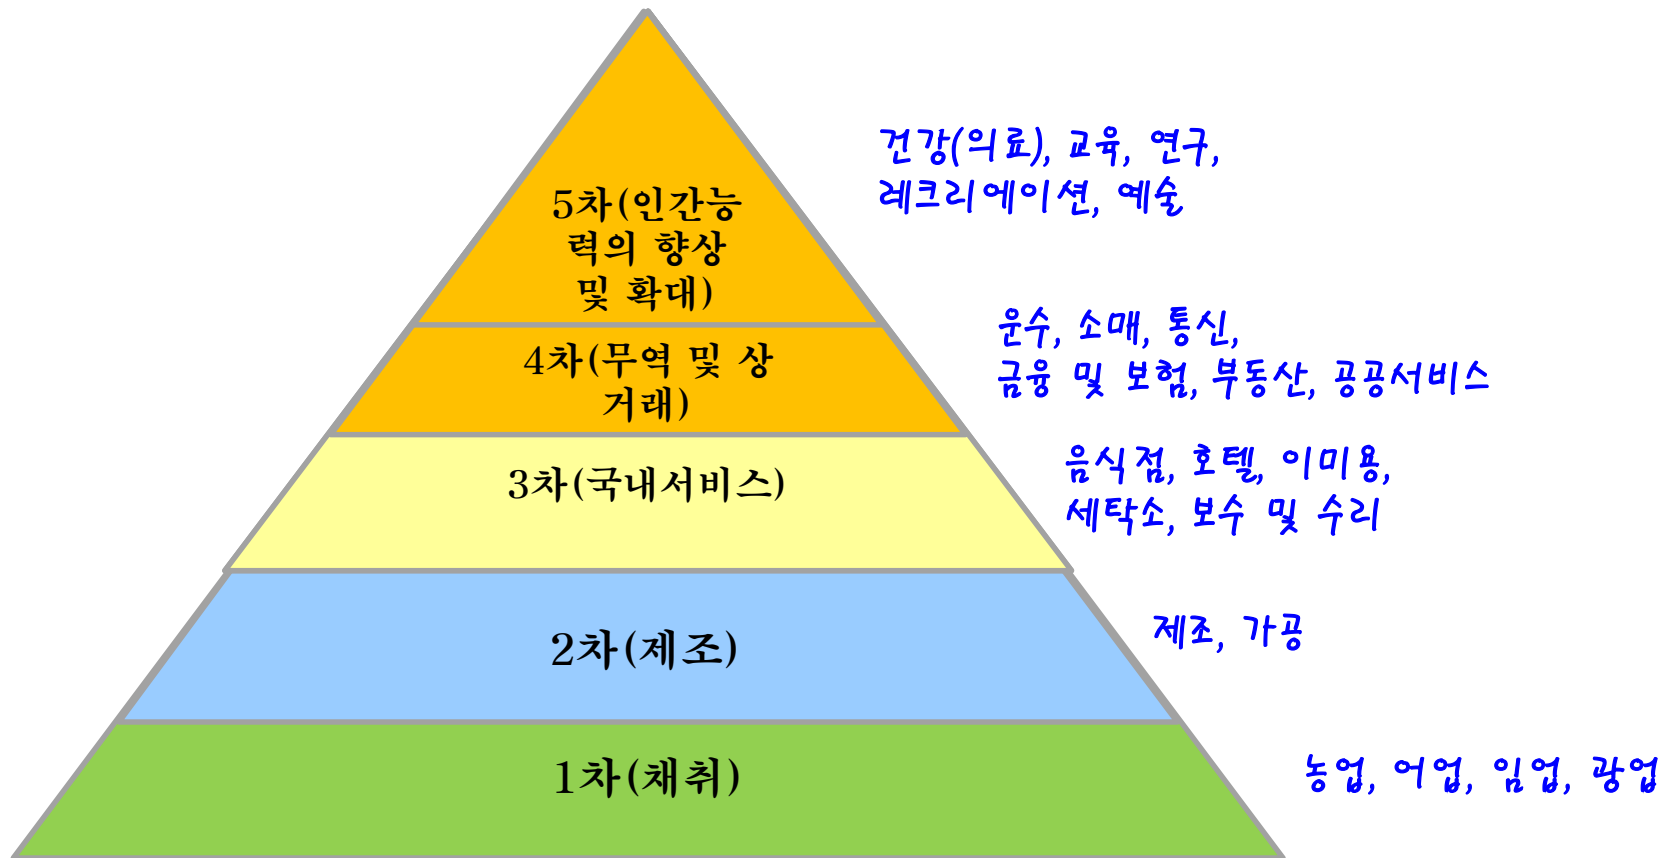 건강(의료), 교육, 연구,
레크리에이션, 예술
5차(인간능
력의 향상
및 확대)
운수, 소매, 통신,
금융 및 보험, 부동산, 공공서비스
4차(무역 및 상
거래)
음식점, 호텔, 이미용,
세탁소, 보수 및 수리
3차(국내서비스)
제조, 가공
2차(제조)
농업, 어업, 임업, 광업
1차(채취)